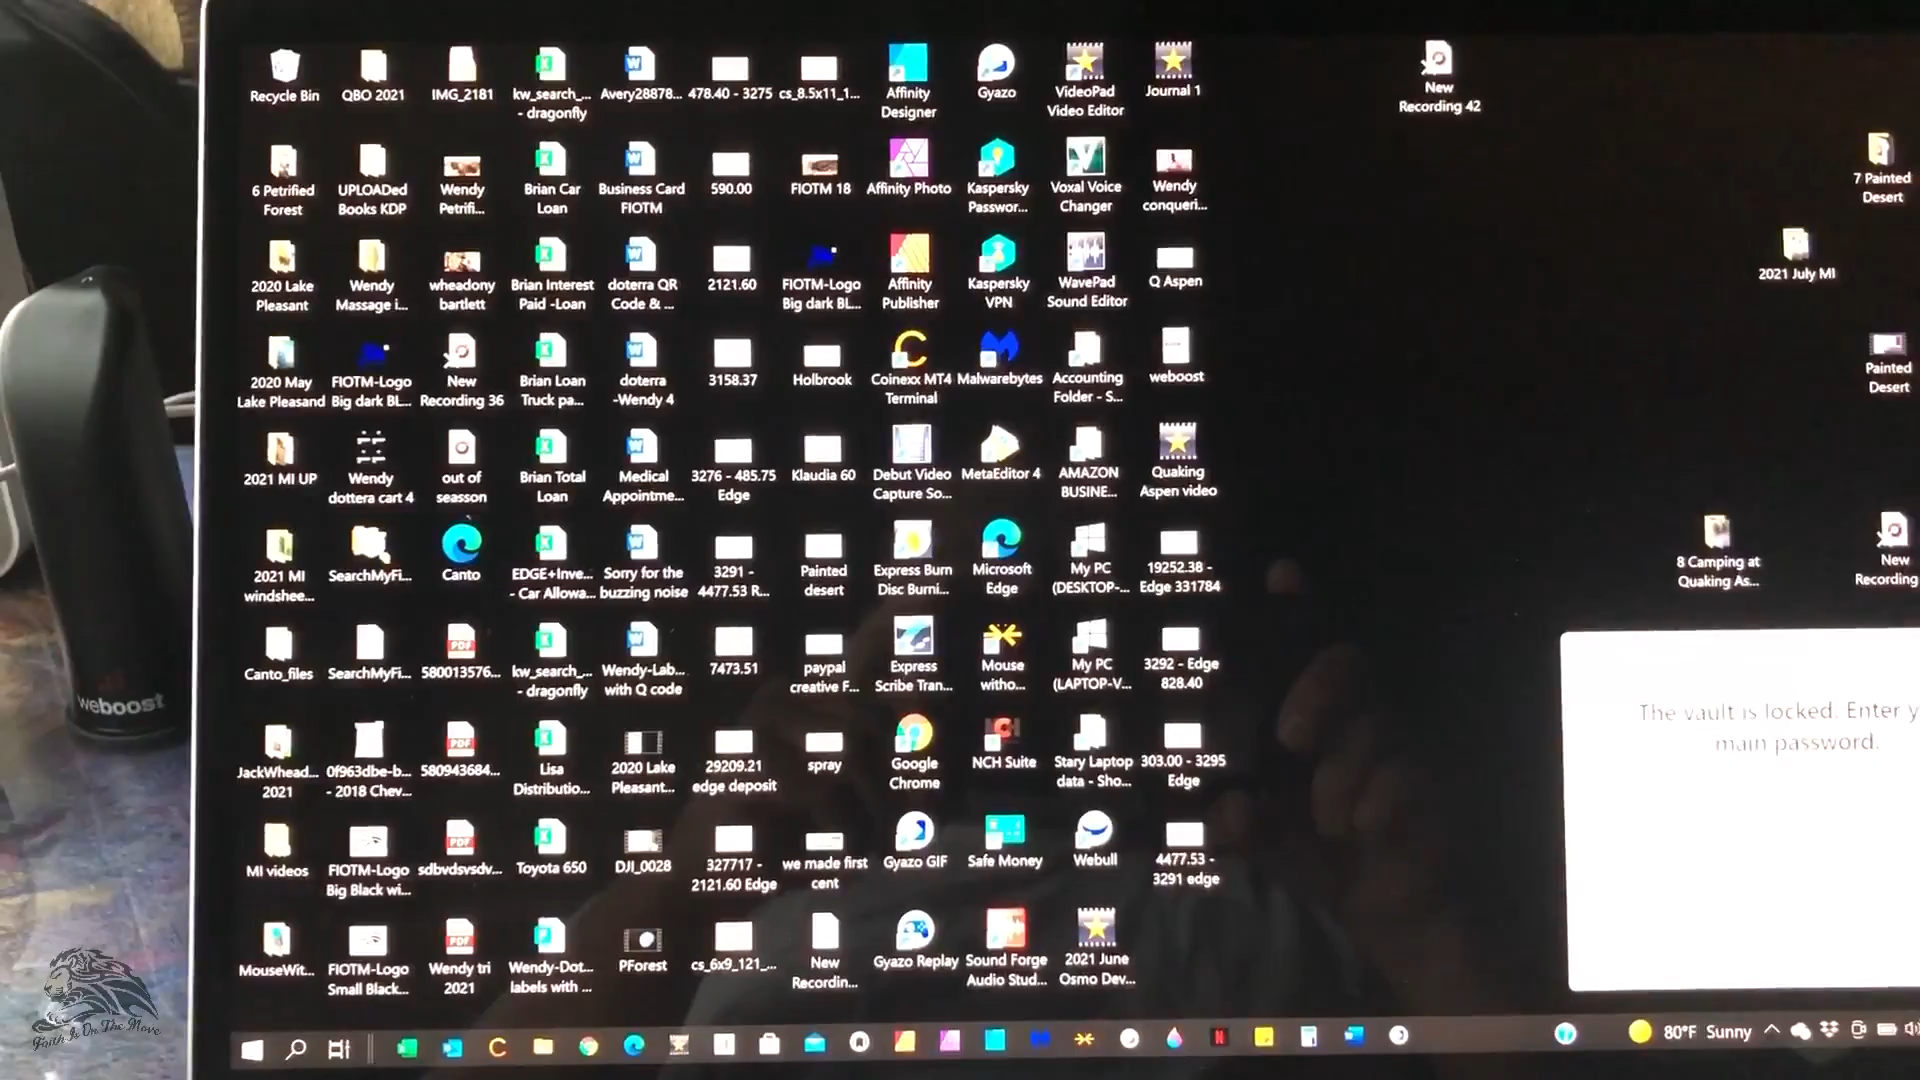 Recycle Bin
QBO 2021
IMG_2181
kw_search_...
- dragonfly
Avery28878...
478.40 - 3275
cs_8.5x11_1...
Affinity
Designer
Gyazo
VideoPad
Video Editor
Journal 1
New
Recording 42
6 Petrified
Forest
UPLOADed
Books KDP
Wendy
Petrifi...
Brian Car
Loan
Business Card
FIOTM
590.00
FIOTM 18
Affinity Photo
Kaspersky
Passwor...
Voxal Voice
Changer
Wendy
conqueri...
7 Painted
Desert
2020 Lake
Pleasant
Wendy
Massage i...
wheadony
bartlett
Brian Interest
Paid -Loan
doterra QR
Code & ...
2121.60
FIOTM-Logo
Big dark BL...
Affinity
Publisher
Kaspersky
VPN
WavePad
Sound Editor
Q Aspen
2021 July MI
2020 May
Lake Pleasand
FIOTM-Logo
Big dark BL...
New
Recording 36
Brian Loan
Truck pa...
doterra
-Wendy 4
3158.37
Holbrook
Coinexx MT4
Terminal
Malwarebytes
Accounting
Folder - S...
weboost
Painted
Desert
2021 MI UP
Wendy
dottera cart 4
out of
seasson
Brian Total
Loan
Medical
Appointme...
3276 - 485.75
Edge
Klaudia 60
Debut Video
Capture So...
MetaEditor 4
AMAZON
BUSINE...
Quaking
Aspen video
2021 MI
windshee...
SearchMyFi...
Canto
EDGE+Inve...
- Car Allowa...
Sorry for the
buzzing noise
3291 -
4477.53 R...
Painted
desert
Express Burn
Disc Burni...
Microsoft
Edge
My PC
(DESKTOP-...
19252.38 -
Edge 331784
8 Camping at
Quaking As...
New
Recording
Canto_files
SearchMyFi...
580013576...
kw_search_...
- dragonfly
Wendy-Lab...
with Q code
7473.51
paypal
creative F...
Express
Scribe Tran...
Mouse
witho...
My PC
(LAPTOP-V...
3292 - Edge
828.40
JackWhead...
2021
0f963dbe-b...
- 2018 Chev...
580943684...
Lisa
Distributio...
2020 Lake
Pleasant...
29209.21
edge deposit
spray
Google
Chrome
NCH Suite
Stary Laptop
data - Sho...
303.00 - 3295
Edge
The vault is locked. Enter y
main password.
MI videos
FIOTM-Logo
Big Black wi...
sdbvdsvsdv...
Toyota 650
DJI_0028
327717 -
2121.60 Edge
we made first
cent
Gyazo GIF
Safe Money
Webull
4477.53 -
3291 edge
MouseWit...
FIOTM-Logo
Small Black...
Wendy tri
2021
Wendy-Dot...
labels with ...
PForest
cs_6x9_121_...
New
Recordin...
Gyazo Replay
Sound Forge
Audio Stud...
2021 June
Osmo Dev...
80°F Sunny
weboost
Faith Is On The Move